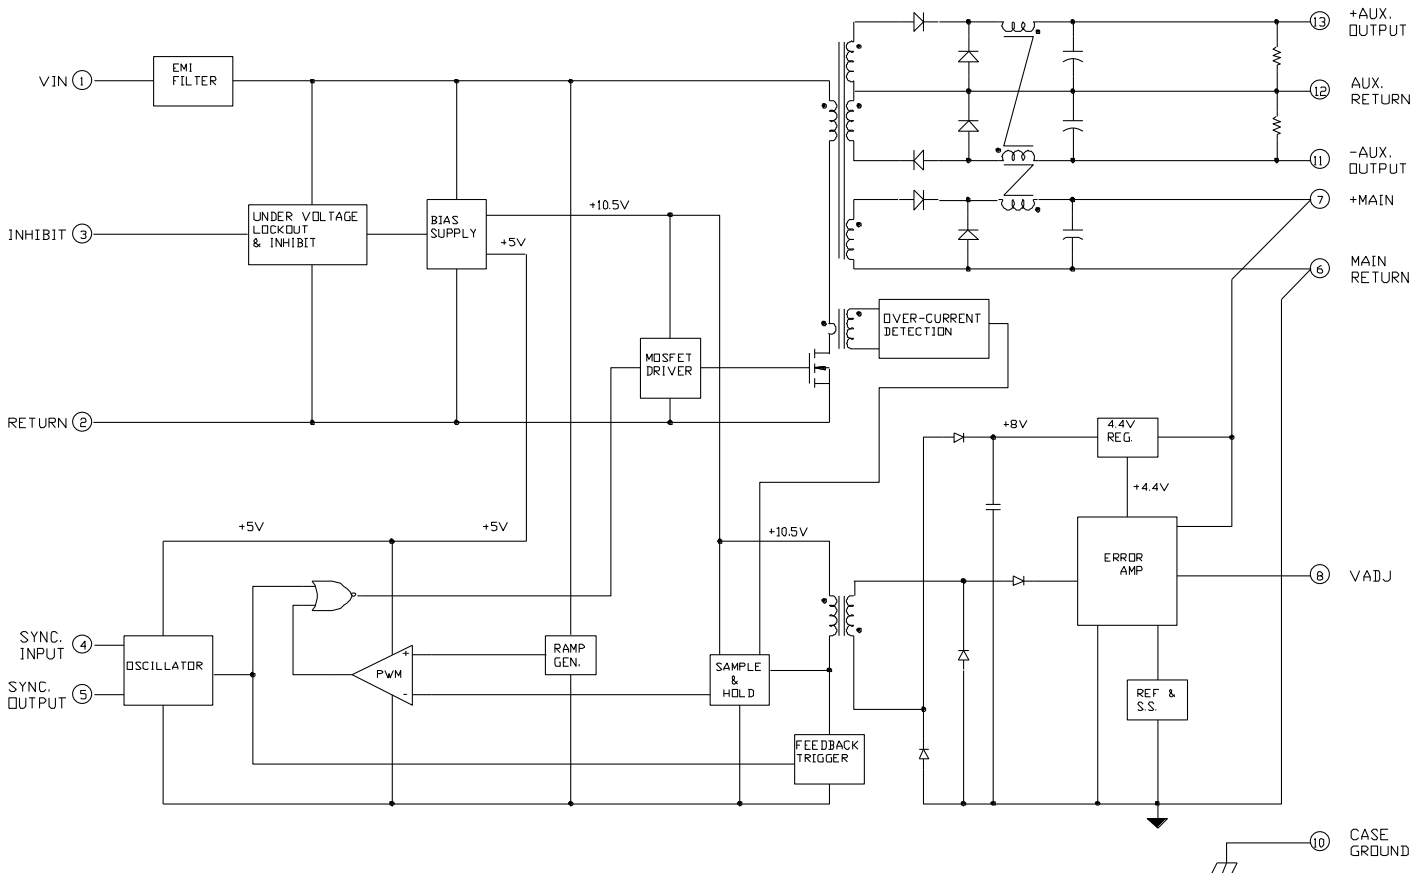 13 +AUX.
OUTPUT
EMI
FILTER
VIN 1
12 AUX.
RETURN
11 -AUX.
OUTPUT
7 +MAIN
+10.5V
UNDER VOLTAGE
LOCKOUT
& INHIBIT
BIAS
SUPPLY
INHIBIT 3
+5V
6 MAIN
RETURN
OVER-CURRENT
DETECTION
MOSFET
DRIVER
RETURN 2
+8V
4.4V
REG.
+4.4V
+5V
+5V
+10.5V
ERROR
AMP
8 VADJ
SYNC.
INPUT 4
OSCILLATOR
SYNC.
OUTPUT 5
+
PWM
-
RAMP
GEN.
SAMPLE
&
HOLD
REF &
S.S.
FEEDBACK
TRIGGER
10 CASE
GROUND